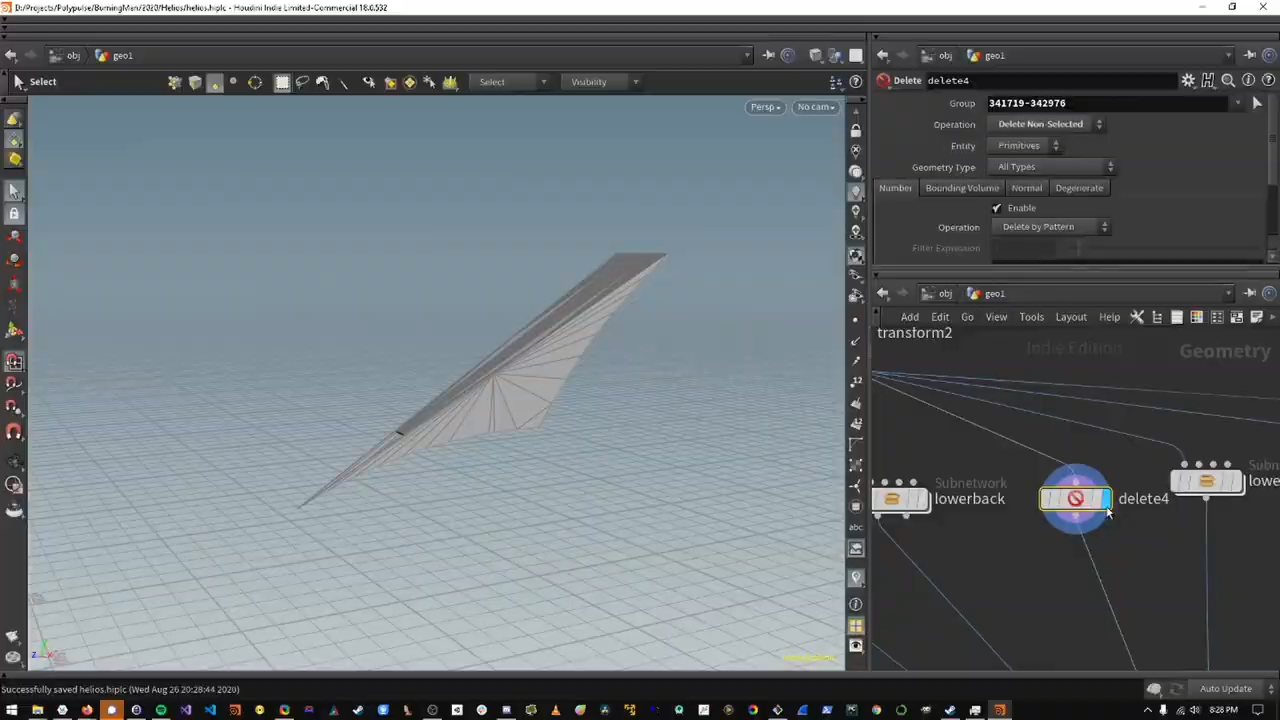 D:/Projects/Polypulse/BurningMan/2020/Helios/helios.hiplc - Houdini Indie Limited-Commercial 18.0.532
obj
geo1
Select
Select
Visibility
Persp
No cam
12
abc
Successfully saved helios.hiplc (Wed Aug 26 20:28:44 2020)
obj
geo1
Delete
delete4
Group
341719-342976
Operation
Delete Non-Selected
Entity
Primitives
Geometry Type
All Types
Number
Bounding Volume
Normal
Degenerate
Enable
Operation
Delete by Pattern
Filter Expression
obj
geo1
Add
Edit
Go
View
Tools
Layout
Help
transform2
Indie Edition
Geometry
Subnetwork
lowerback
delete4
Subn
lowe
Auto Update
8:28 PM